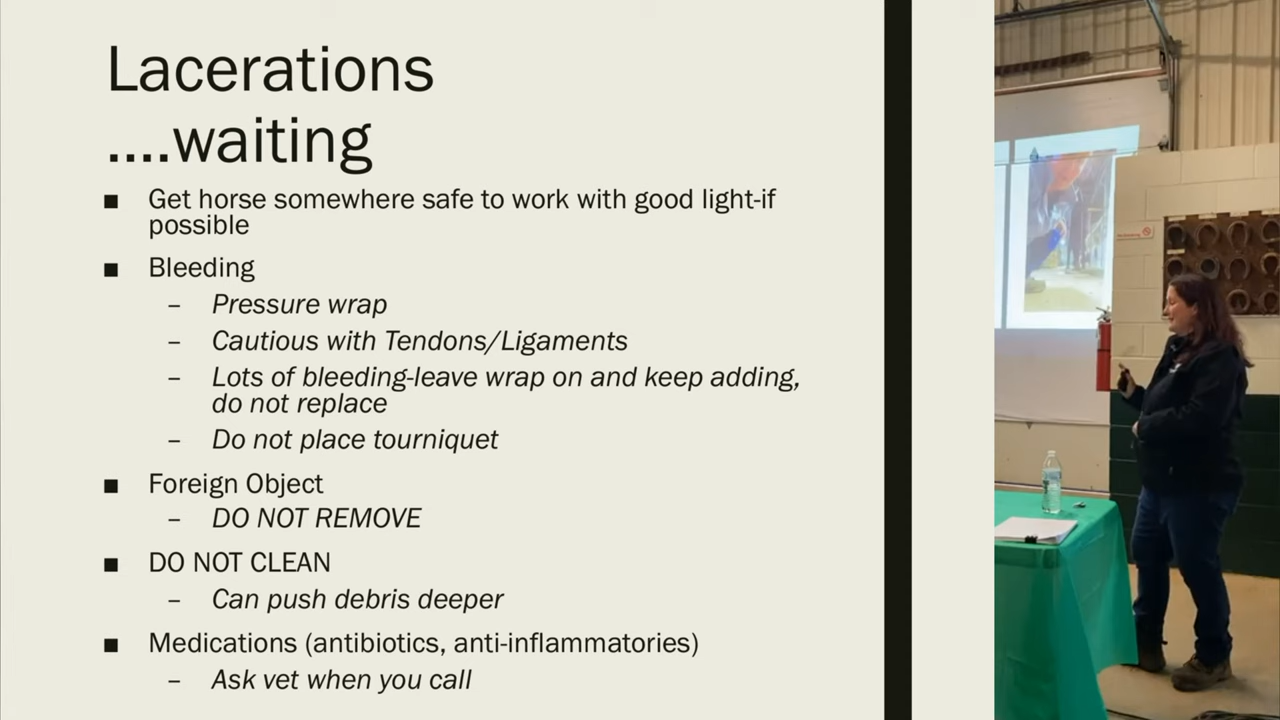 Lacerations
....waiting
■ Get horse somewhere safe to work with good light-if
possible
■ Bleeding
– Pressure wrap
– Cautious with Tendons/Ligaments
– Lots of bleeding-leave wrap on and keep adding,
do not replace
– Do not place tourniquet
■ Foreign Object
– DO NOT REMOVE
■ DO NOT CLEAN
– Can push debris deeper
■ Medications (antibiotics, anti-inflammatories)
– Ask vet when you call